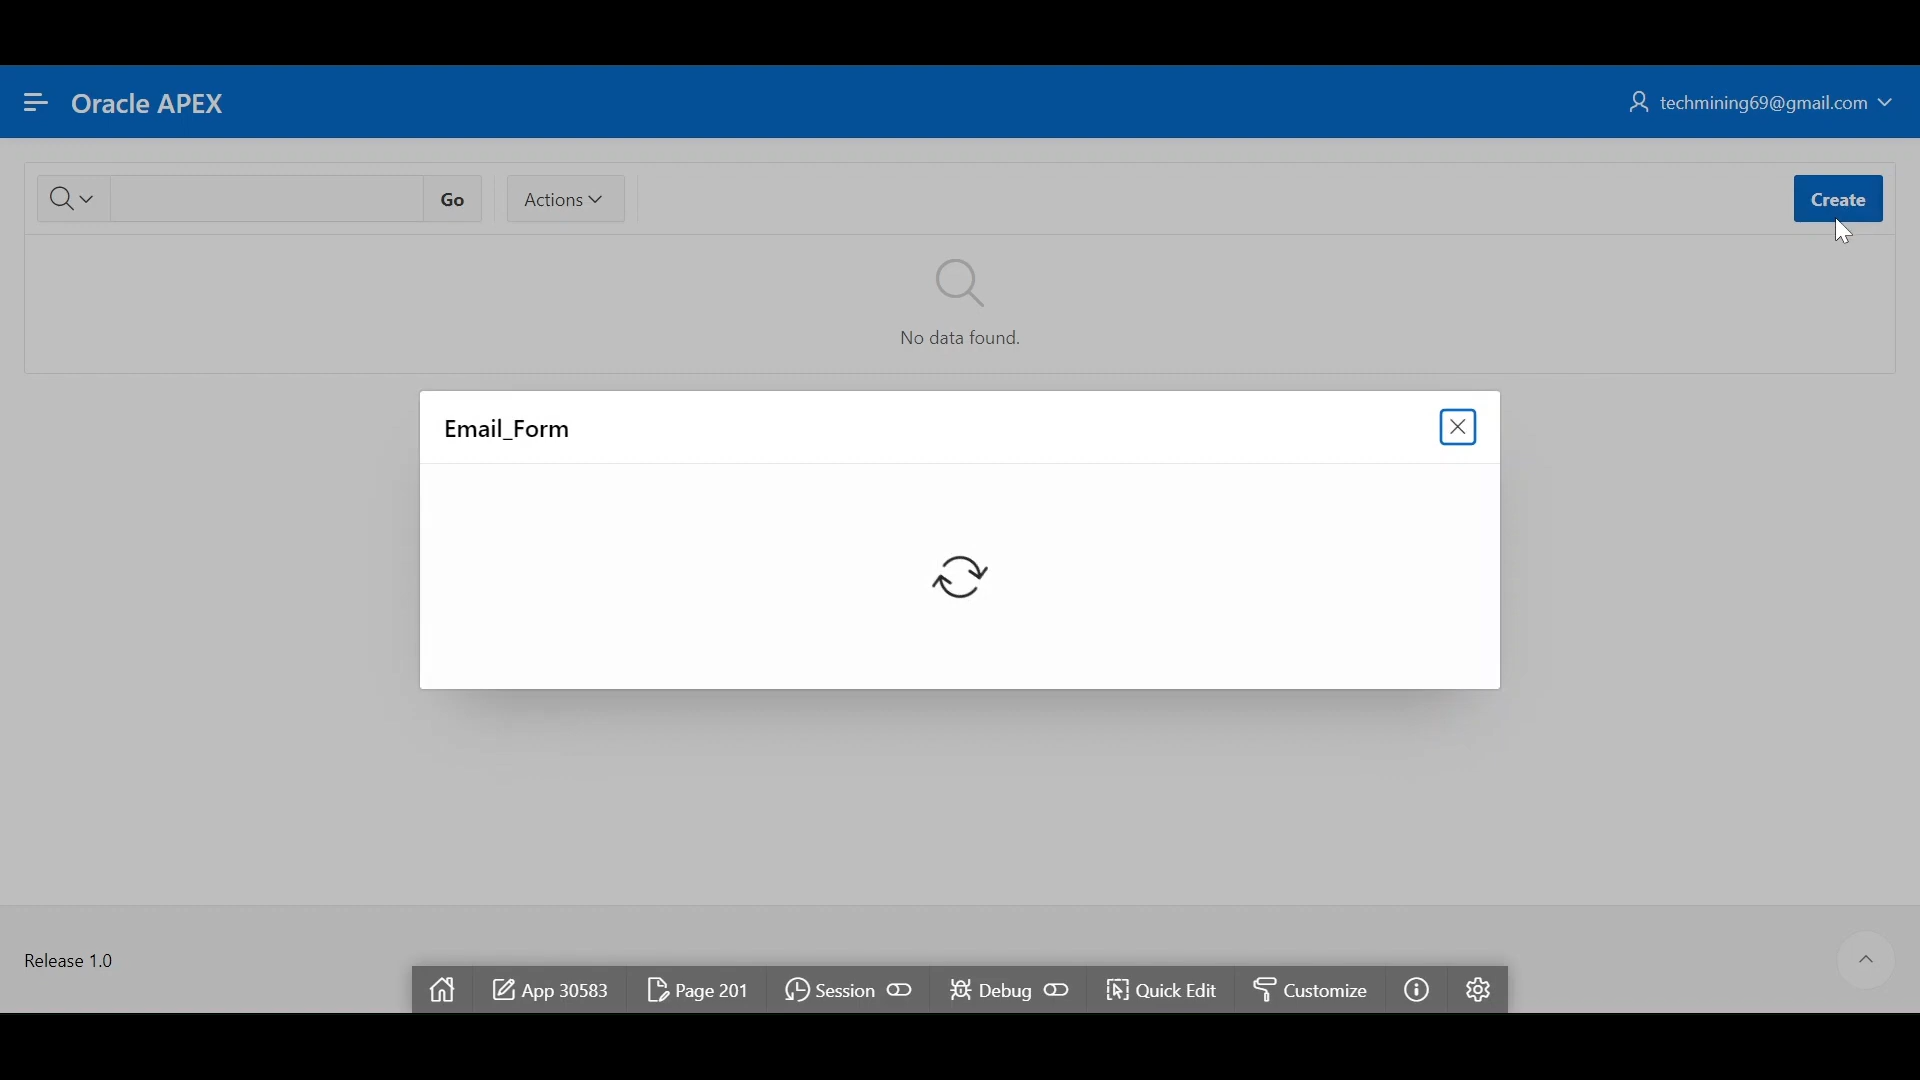 Oracle APEX
techmining69@gmail.com
Go
Actions
Create
No data found.
Email_Form
Release 1.0
App 30583
Page 201
Session
Debug
Quick Edit
Customize